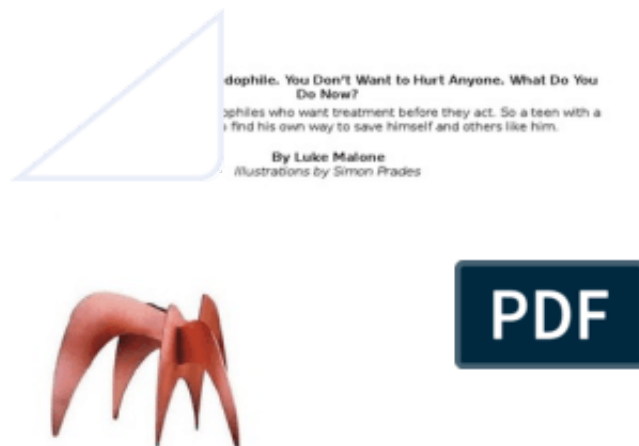 dophile. You Don't Want to Hurt Anyone. What Do You
Do Now?
ophiles who want treatment before they act. So a teen with a
find his own way to save himself and others like him.
By Luke Malone
Illustrations by Simon Prades
PDF